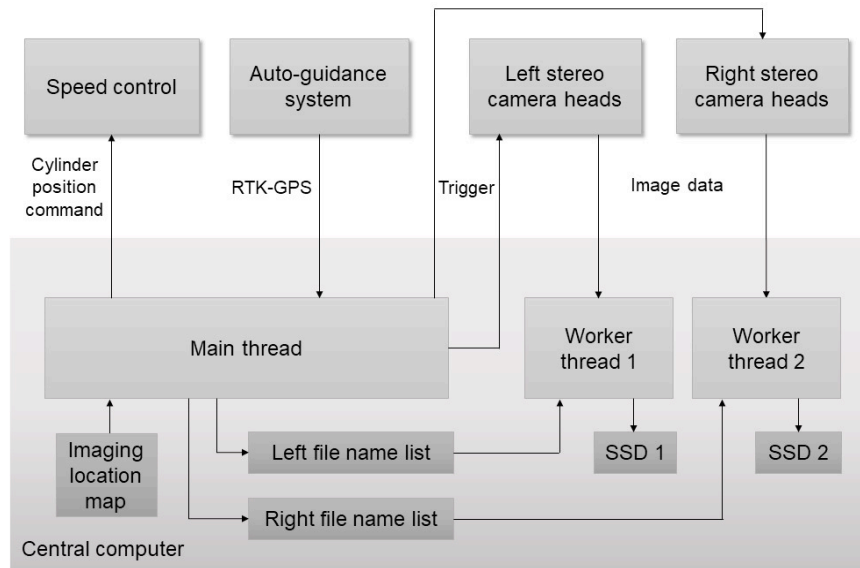 Speed control
Auto-guidance
system
Left stereo
camera heads
Right stereo
camera heads
Cylinder
position
command
RTK-GPS
Trigger
Image data
Main thread
Worker
thread 1
Worker
thread 2
Imaging
location
map
Left file name list
SSD 1
SSD 2
Right file name list
Central computer